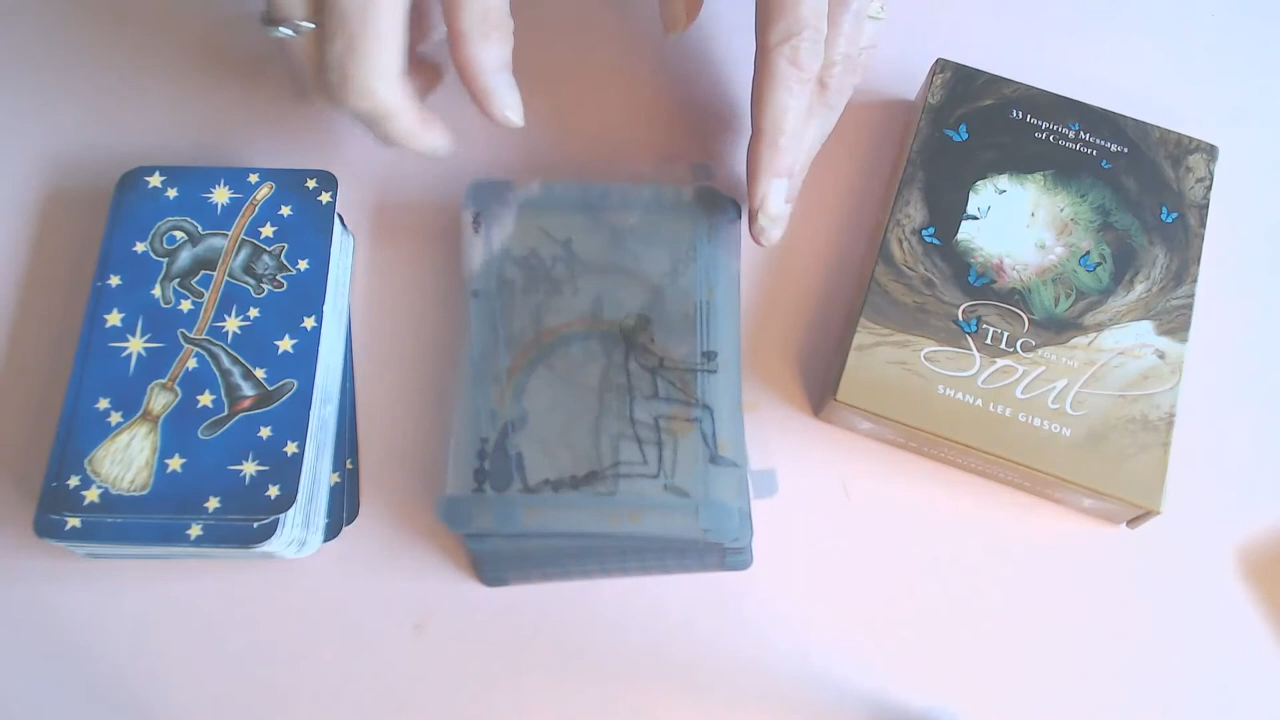 33 Inspiring Messages
of Comfort
TLC FOR THE
Soul
SHANA LEE GIBSON